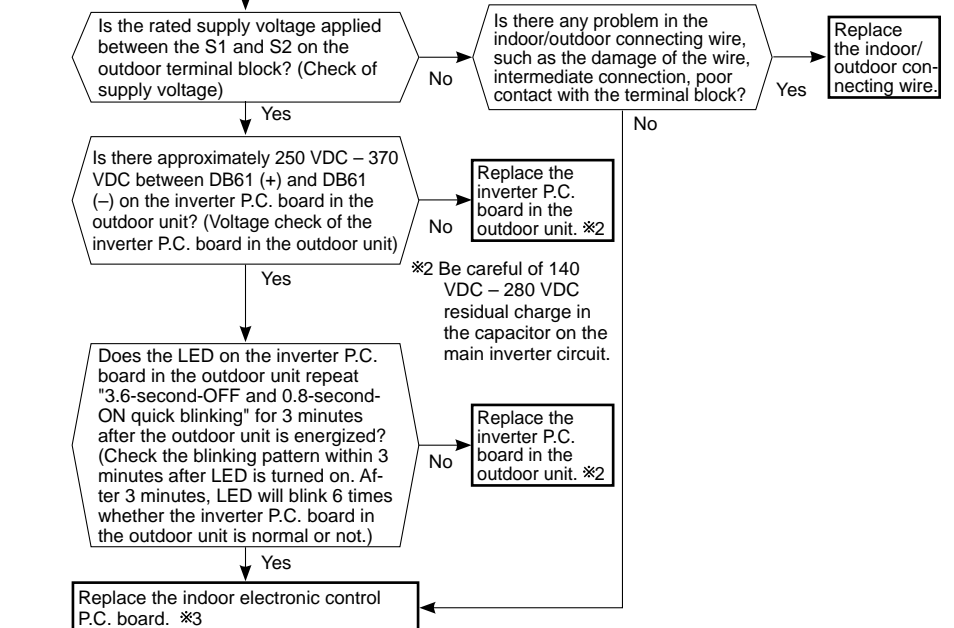 Is the rated supply voltage applied
between the S1 and S2 on the
outdoor terminal block? (Check of
supply voltage)
No
Is there any problem in the
indoor/outdoor connecting wire,
such as the damage of the wire,
intermediate connection, poor
contact with the terminal block?
Yes
Replace
the indoor/
outdoor con-
necting wire.
Yes
No
Is there approximately 250 VDC – 370
VDC between DB61 (+) and DB61
(–) on the inverter P.C. board in the
outdoor unit? (Voltage check of the
inverter P.C. board in the outdoor unit)
No
Replace the
inverter P.C.
board in the
outdoor unit. ※2
Yes
※2 Be careful of 140
VDC – 280 VDC
residual charge in
the capacitor on the
main inverter circuit.
Does the LED on the inverter P.C.
board in the outdoor unit repeat
"3.6-second-OFF and 0.8-second-
ON quick blinking" for 3 minutes
after the outdoor unit is energized?
(Check the blinking pattern within 3
minutes after LED is turned on. Af-
ter 3 minutes, LED will blink 6 times
whether the inverter P.C. board in
the outdoor unit is normal or not.)
No
Replace the
inverter P.C.
board in the
outdoor unit. ※2
Yes
Replace the indoor electronic control
P.C. board. ※3